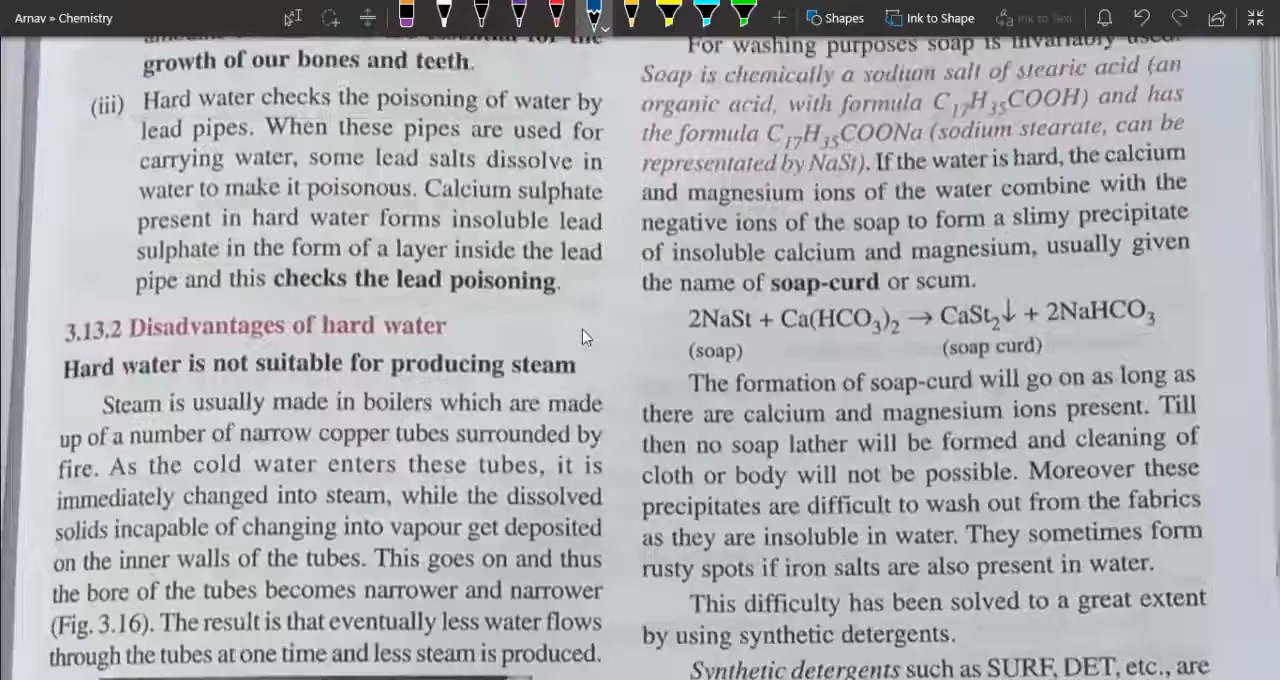 Arnav » Chemistry
Shapes
Ink to Shape
Ink to Text
growth of our bones and teeth.
(iii) Hard water checks the poisoning of water by
lead pipes. When these pipes are used for
carrying water, some lead salts dissolve in
water to make it poisonous. Calcium sulphate
present in hard water forms insoluble lead
sulphate in the form of a layer inside the lead
pipe and this checks the lead poisoning.
3.13.2 Disadvantages of hard water
Hard water is not suitable for producing steam
Steam is usually made in boilers which are made
up of a number of narrow copper tubes surrounded by
fire. As the cold water enters these tubes, it is
immediately changed into steam, while the dissolved
solids incapable of changing into vapour get deposited
on the inner walls of the tubes. This goes on and thus
the bore of the tubes becomes narrower and narrower
(Fig. 3.16). The result is that eventually less water flows
through the tubes at one time and less steam is produced.
For washing purposes soap is invariably used.
Soap is chemically a sodium salt of stearic acid (an
organic acid, with formula C₁₇H₃₅COOH) and has
the formula C₁₇H₃₅COONa (sodium stearate, can be
representated by NaSt). If the water is hard, the calcium
and magnesium ions of the water combine with the
negative ions of the soap to form a slimy precipitate
of insoluble calcium and magnesium, usually given
the name of soap-curd or scum.
2NaSt + Ca(HCO₃)₂ → CaSt₂↓ + 2NaHCO₃
(soap) (soap curd)
The formation of soap-curd will go on as long as
there are calcium and magnesium ions present. Till
then no soap lather will be formed and cleaning of
cloth or body will not be possible. Moreover these
precipitates are difficult to wash out from the fabrics
as they are insoluble in water. They sometimes form
rusty spots if iron salts are also present in water.
This difficulty has been solved to a great extent
by using synthetic detergents.
Synthetic detergents such as SURF, DET, etc., are